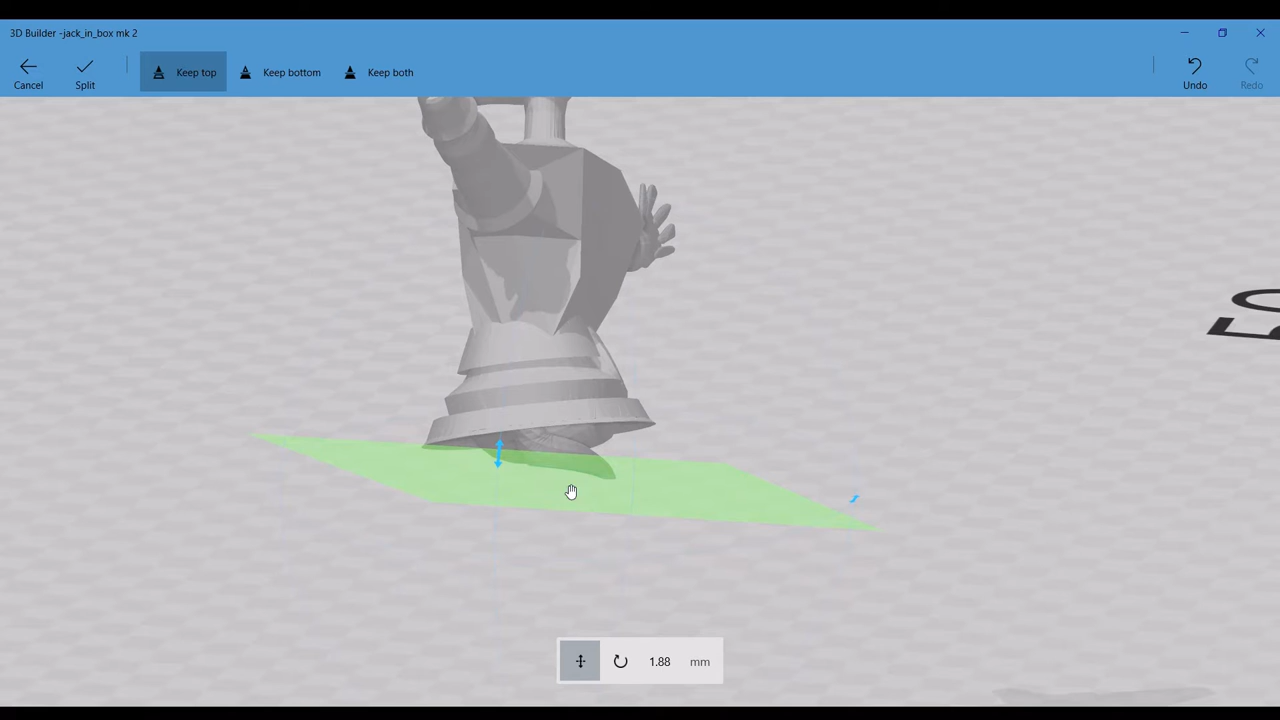 3D Builder -jack_in_box mk 2
Cancel
Split
Keep top
Keep bottom
Keep both
Undo
Redo
1.88 mm